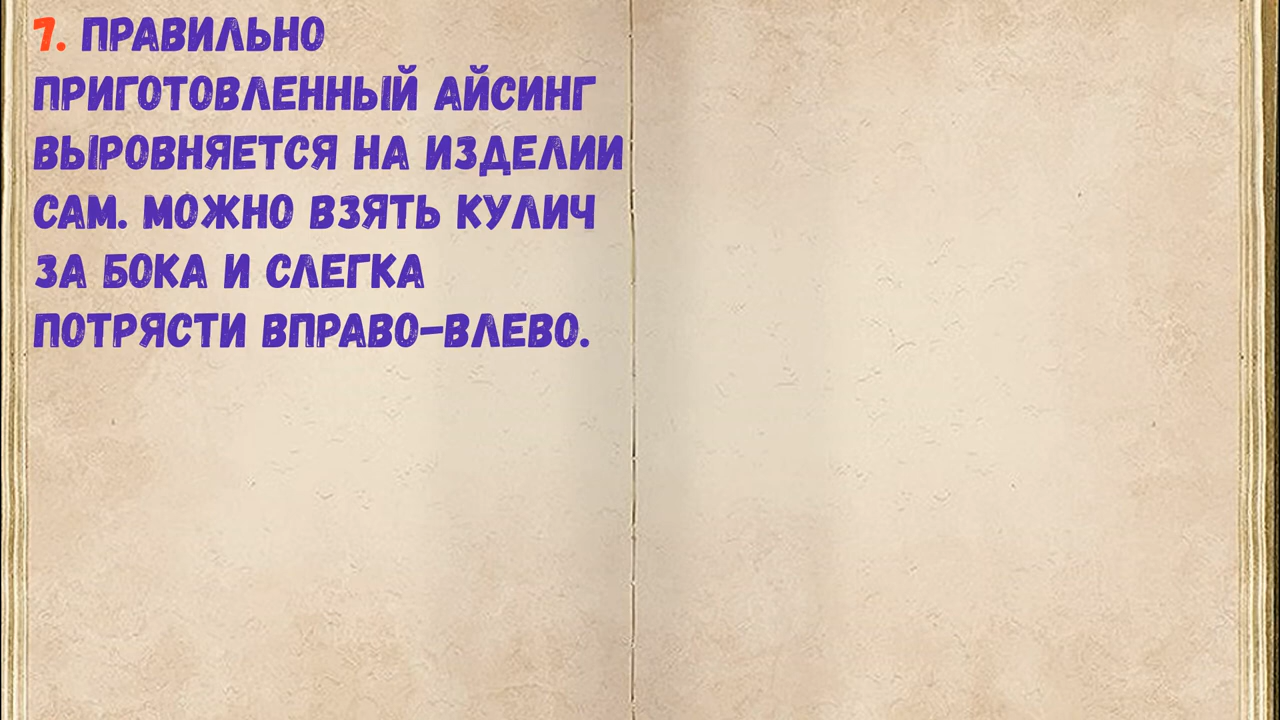 7. ПРАВИЛЬНО
ПРИГОТОВЛЕННЫЙ АЙСИНГ
ВЫРОВНЯЕТСЯ НА ИЗДЕЛИИ
САМ. МОЖНО ВЗЯТЬ КУЛИЧ
ЗА БОКА И СЛЕГКА
ПОТРЯСТИ ВПРАВО-ВЛЕВО.